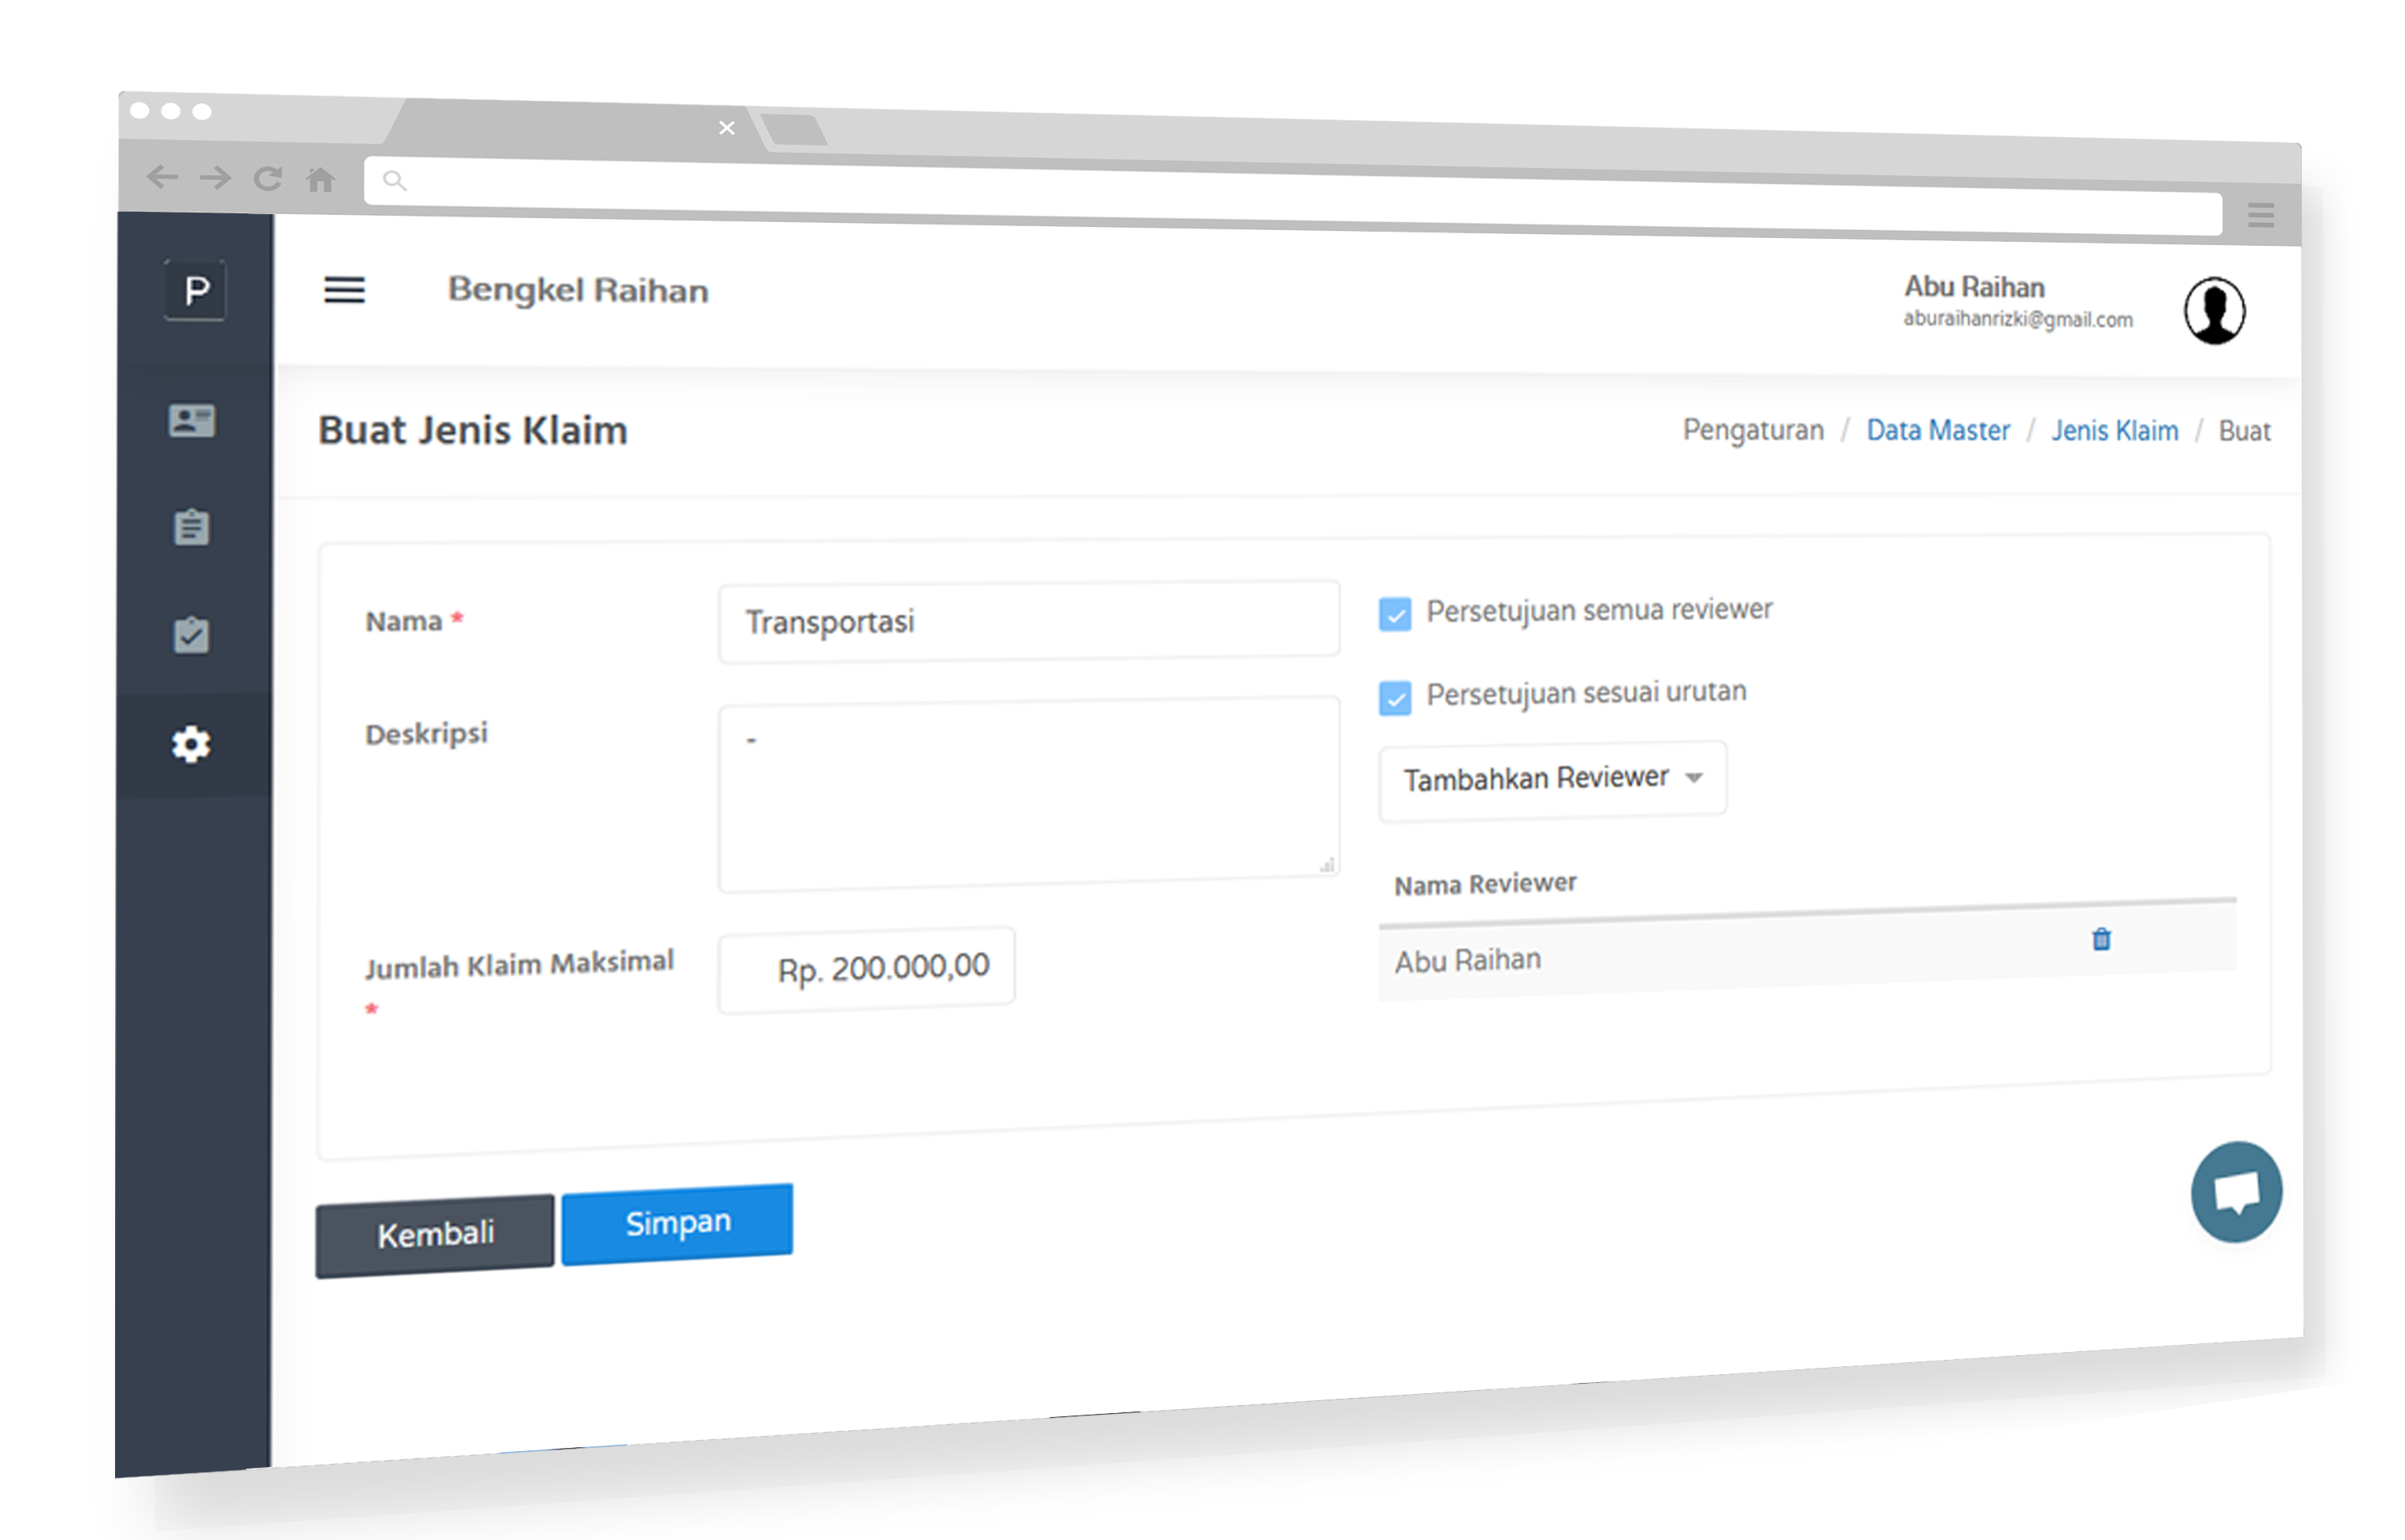 P
Bengkel Raihan
Abu Raihan
aburaihanrizki@gmail.com
Buat Jenis Klaim
Pengaturan / Data Master / Jenis Klaim / Buat
Nama *
Transportasi
Deskripsi
-
Jumlah Klaim Maksimal
*
Rp. 200.000,00
Persetujuan semua reviewer
Persetujuan sesuai urutan
Tambahkan Reviewer
Nama Reviewer
Abu Raihan
Kembali
Simpan